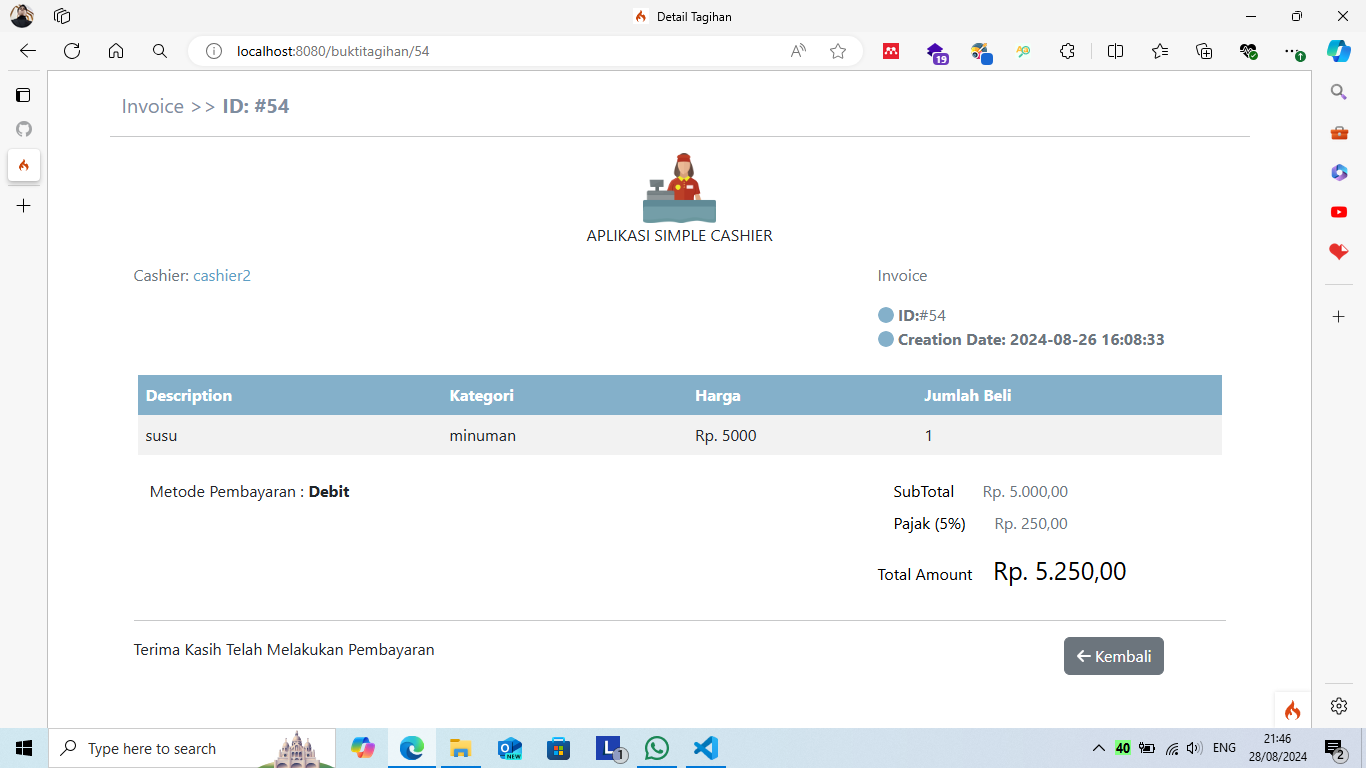 Detail Tagihan
localhost:8080/buktitagihan/54
19
Invoice >> ID: #54
APLIKASI SIMPLE CASHIER
Cashier: cashier2
Invoice
ID:#54
Creation Date: 2024-08-26 16:08:33
Description Kategori Harga Jumlah Beli
susu minuman Rp. 5000 1
Metode Pembayaran : Debit
SubTotal Rp. 5.000,00
Pajak (5%) Rp. 250,00
Total Amount Rp. 5.250,00
Terima Kasih Telah Melakukan Pembayaran
Kembali
Type here to search
NEW
L
1
40
ENG
21:46
28/08/2024
2